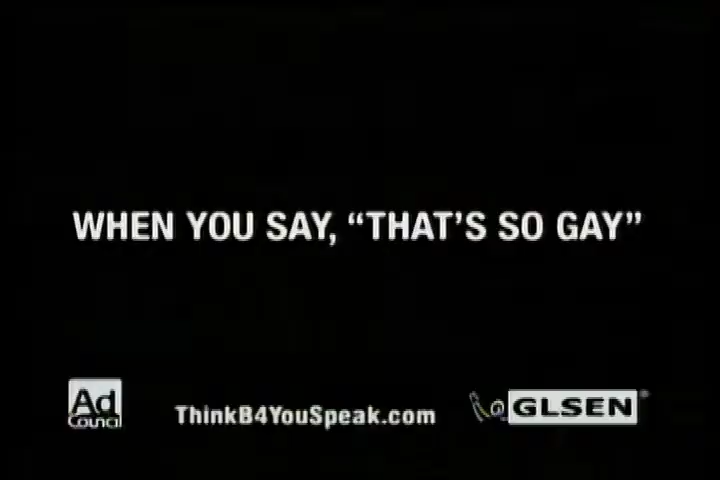 WHEN YOU SAY, “THAT’S SO GAY”
Ad
Council
ThinkB4YouSpeak.com
GLSEN®